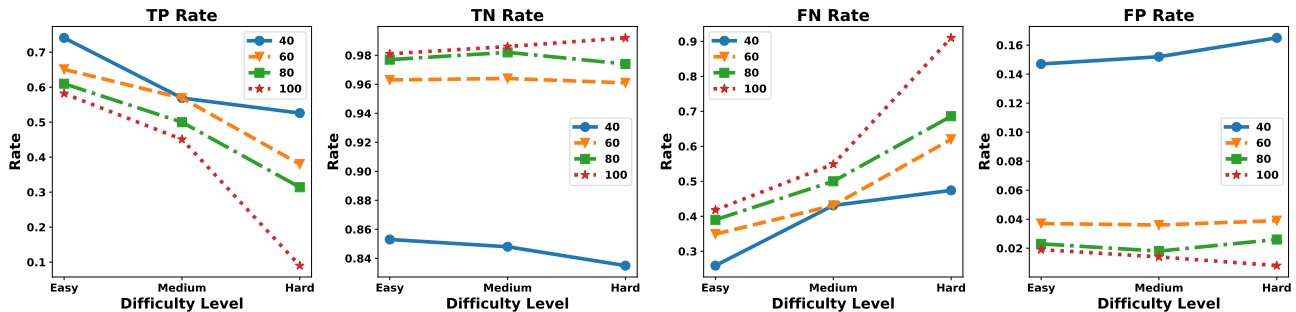 TP Rate
Rate
0.7
0.6
0.5
0.4
0.3
0.2
0.1
40
60
80
100
Easy
Medium
Hard
Difficulty Level
TN Rate
Rate
0.98
0.96
0.94
0.92
0.90
0.88
0.86
0.84
40
60
80
100
Easy
Medium
Hard
Difficulty Level
FN Rate
Rate
0.9
0.8
0.7
0.6
0.5
0.4
0.3
40
60
80
100
Easy
Medium
Hard
Difficulty Level
FP Rate
Rate
0.16
0.14
0.12
0.10
0.08
0.06
0.04
0.02
40
60
80
100
Easy
Medium
Hard
Difficulty Level